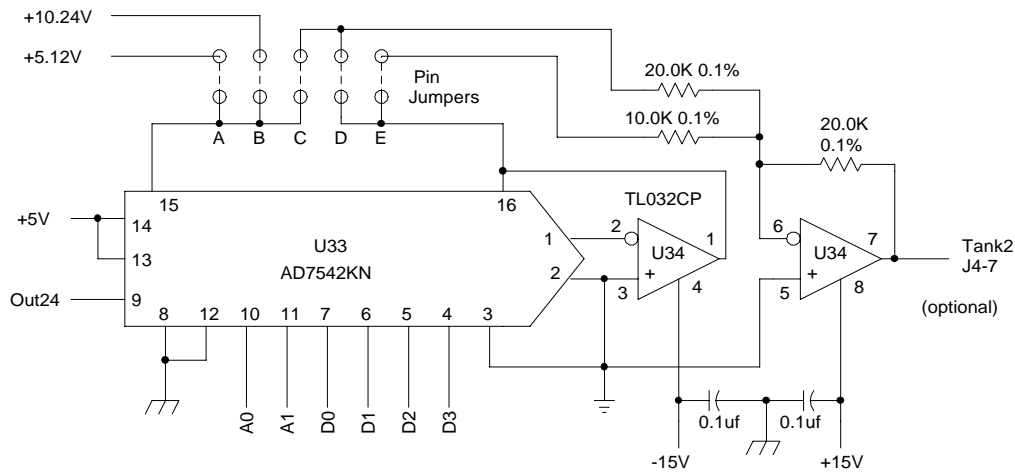 +10.24V
+5.12V
Pin
Jumpers
20.0K 0.1%
10.0K 0.1%
20.0K
0.1%
A B C D E
15 16
TL032CP
+5V
14
13
U33
AD7542KN
1
2
2
3
U34
+
1
4
6
5
U34
+
7
8
Tank2
J4-7
(optional)
Out24
9
8 12 10 11 7 6 5 4 3
A0 A1 D0 D1 D2 D3
0.1uf 0.1uf
-15V +15V